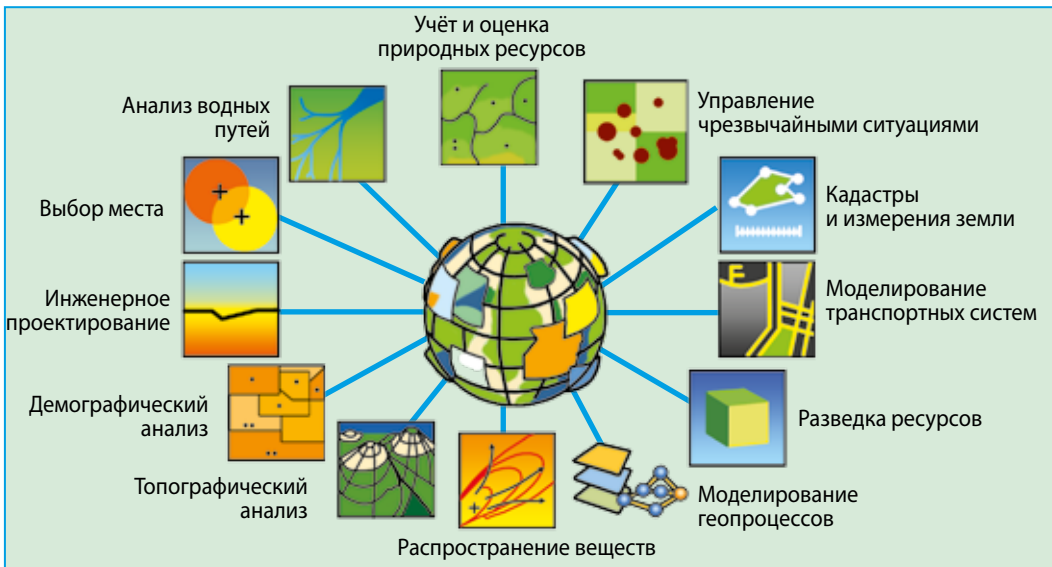 Учёт и оценка
природных ресурсов
Управление
чрезвычайными ситуациями
Кадастры
и измерения земли
Моделирование
транспортных систем
Разведка ресурсов
Моделирование
геопроцессов
Распространение веществ
Топографический
анализ
Демографический
анализ
Инженерное
проектирование
Выбор места
Анализ водных
путей